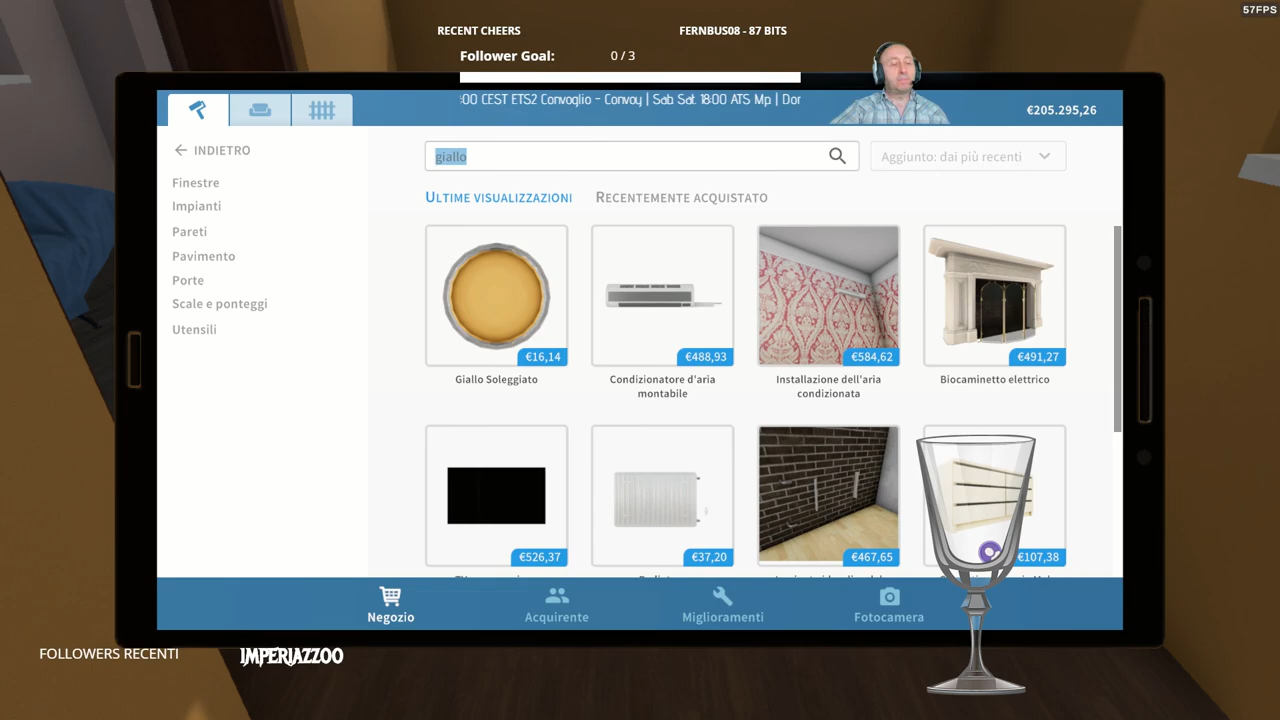 57FPS
RECENT CHEERS FERNBUS08 - 87 BITS
Follower Goal: 0 / 3
:00 CEST ETS2 Convoglio - Convoy | Sab Sat 18:00 ATS Mp | Dor
€205.295,26
INDIETRO
giallo
Aggiunto: dai più recenti
Finestre
Impianti
Pareti
Pavimento
Porte
Scale e ponteggi
Utensili
ULTIME VISUALIZZAZIONI RECENTEMENTE ACQUISTATO
€16,14
Giallo Soleggiato
€488,93
Condizionatore d'aria
montabile
€584,62
Installazione dell'aria
condizionata
€491,27
Biocaminetto elettrico
€526,37
€37,20
€467,65
€107,38
Negozio
Acquirente
Miglioramenti
Fotocamera
FOLLOWERS RECENTI IMPERJAZZOO